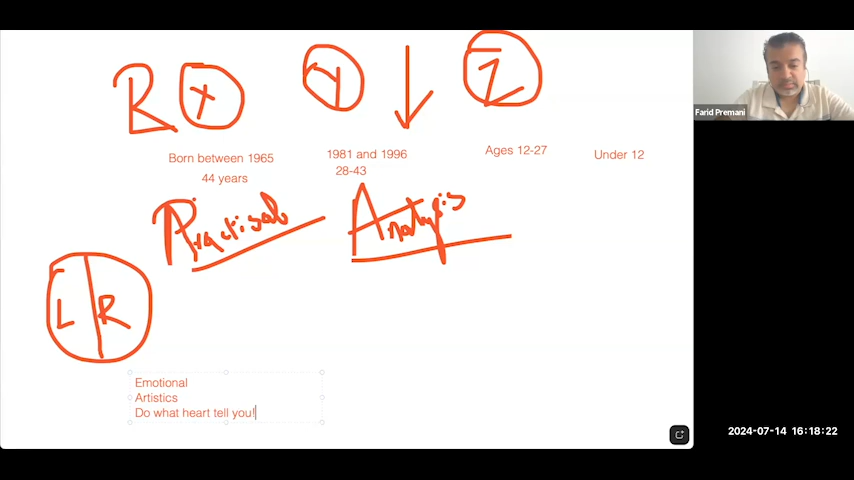 R X Y Z
Farid Premani
Born between 1965
44 years
1981 and 1996
28-43
Ages 12-27
Under 12
Practisal
Analysis
L R
Emotional
Artistics
Do what heart tell you!
2024-07-14 16:18:22